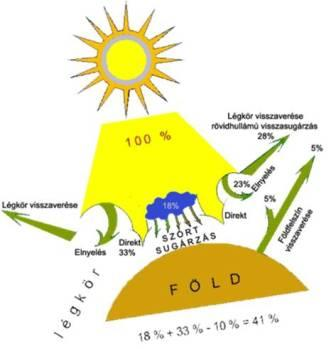 100 %
Légkör visszaverése
rövidhullámú visszasugárzás
28%
5%
23%
Elnyelés
18%
5%
Légkör visszaverése
Direkt
Földfelszín
visszaverése
Elnyelés
Direkt
33%
SZÓRT
SUGÁRZÁS
légkör
FÖLD
18 % + 33 % - 10 % = 41 %